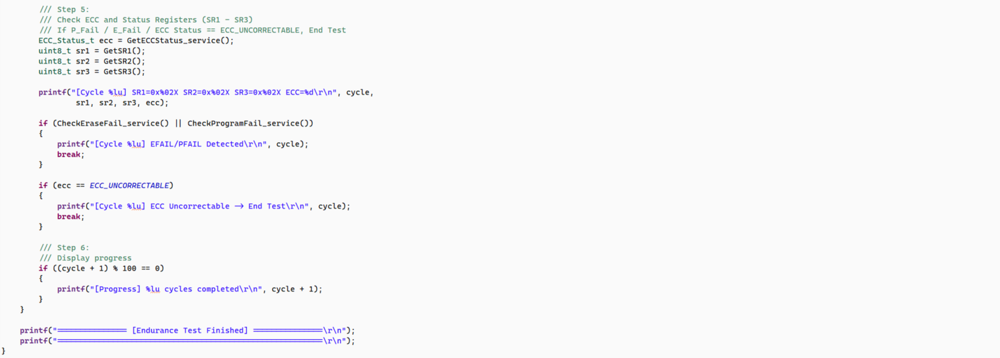 /// Step 5:
/// Check ECC and Status Registers (SR1 - SR3)
/// If P_Fail / E_Fail / ECC Status == ECC_UNCORRECTABLE, End Test
ECC_Status_t ecc = GetECCStatus_service();
uint8_t sr1 = GetSR1();
uint8_t sr2 = GetSR2();
uint8_t sr3 = GetSR3();
printf("[Cycle %lu] SR1=0x%02X SR2=0x%02X SR3=0x%02X ECC=%d\r\n", cycle,
sr1, sr2, sr3, ecc);
if (CheckEraseFail_service() || CheckProgramFail_service())
{
printf("[Cycle %lu] EFAIL/PFAIL Detected\r\n", cycle);
break;
}
if (ecc == ECC_UNCORRECTABLE)
{
printf("[Cycle %lu] ECC Uncorrectable -> End Test\r\n", cycle);
break;
}
/// Step 6:
/// Display progress
if ((cycle + 1) % 100 == 0)
{
printf("[Progress] %lu cycles completed\r\n", cycle + 1);
}
}
printf("=============== [Endurance Test Finished] ===============\r\n");
printf("=========================================================\r\n");
}